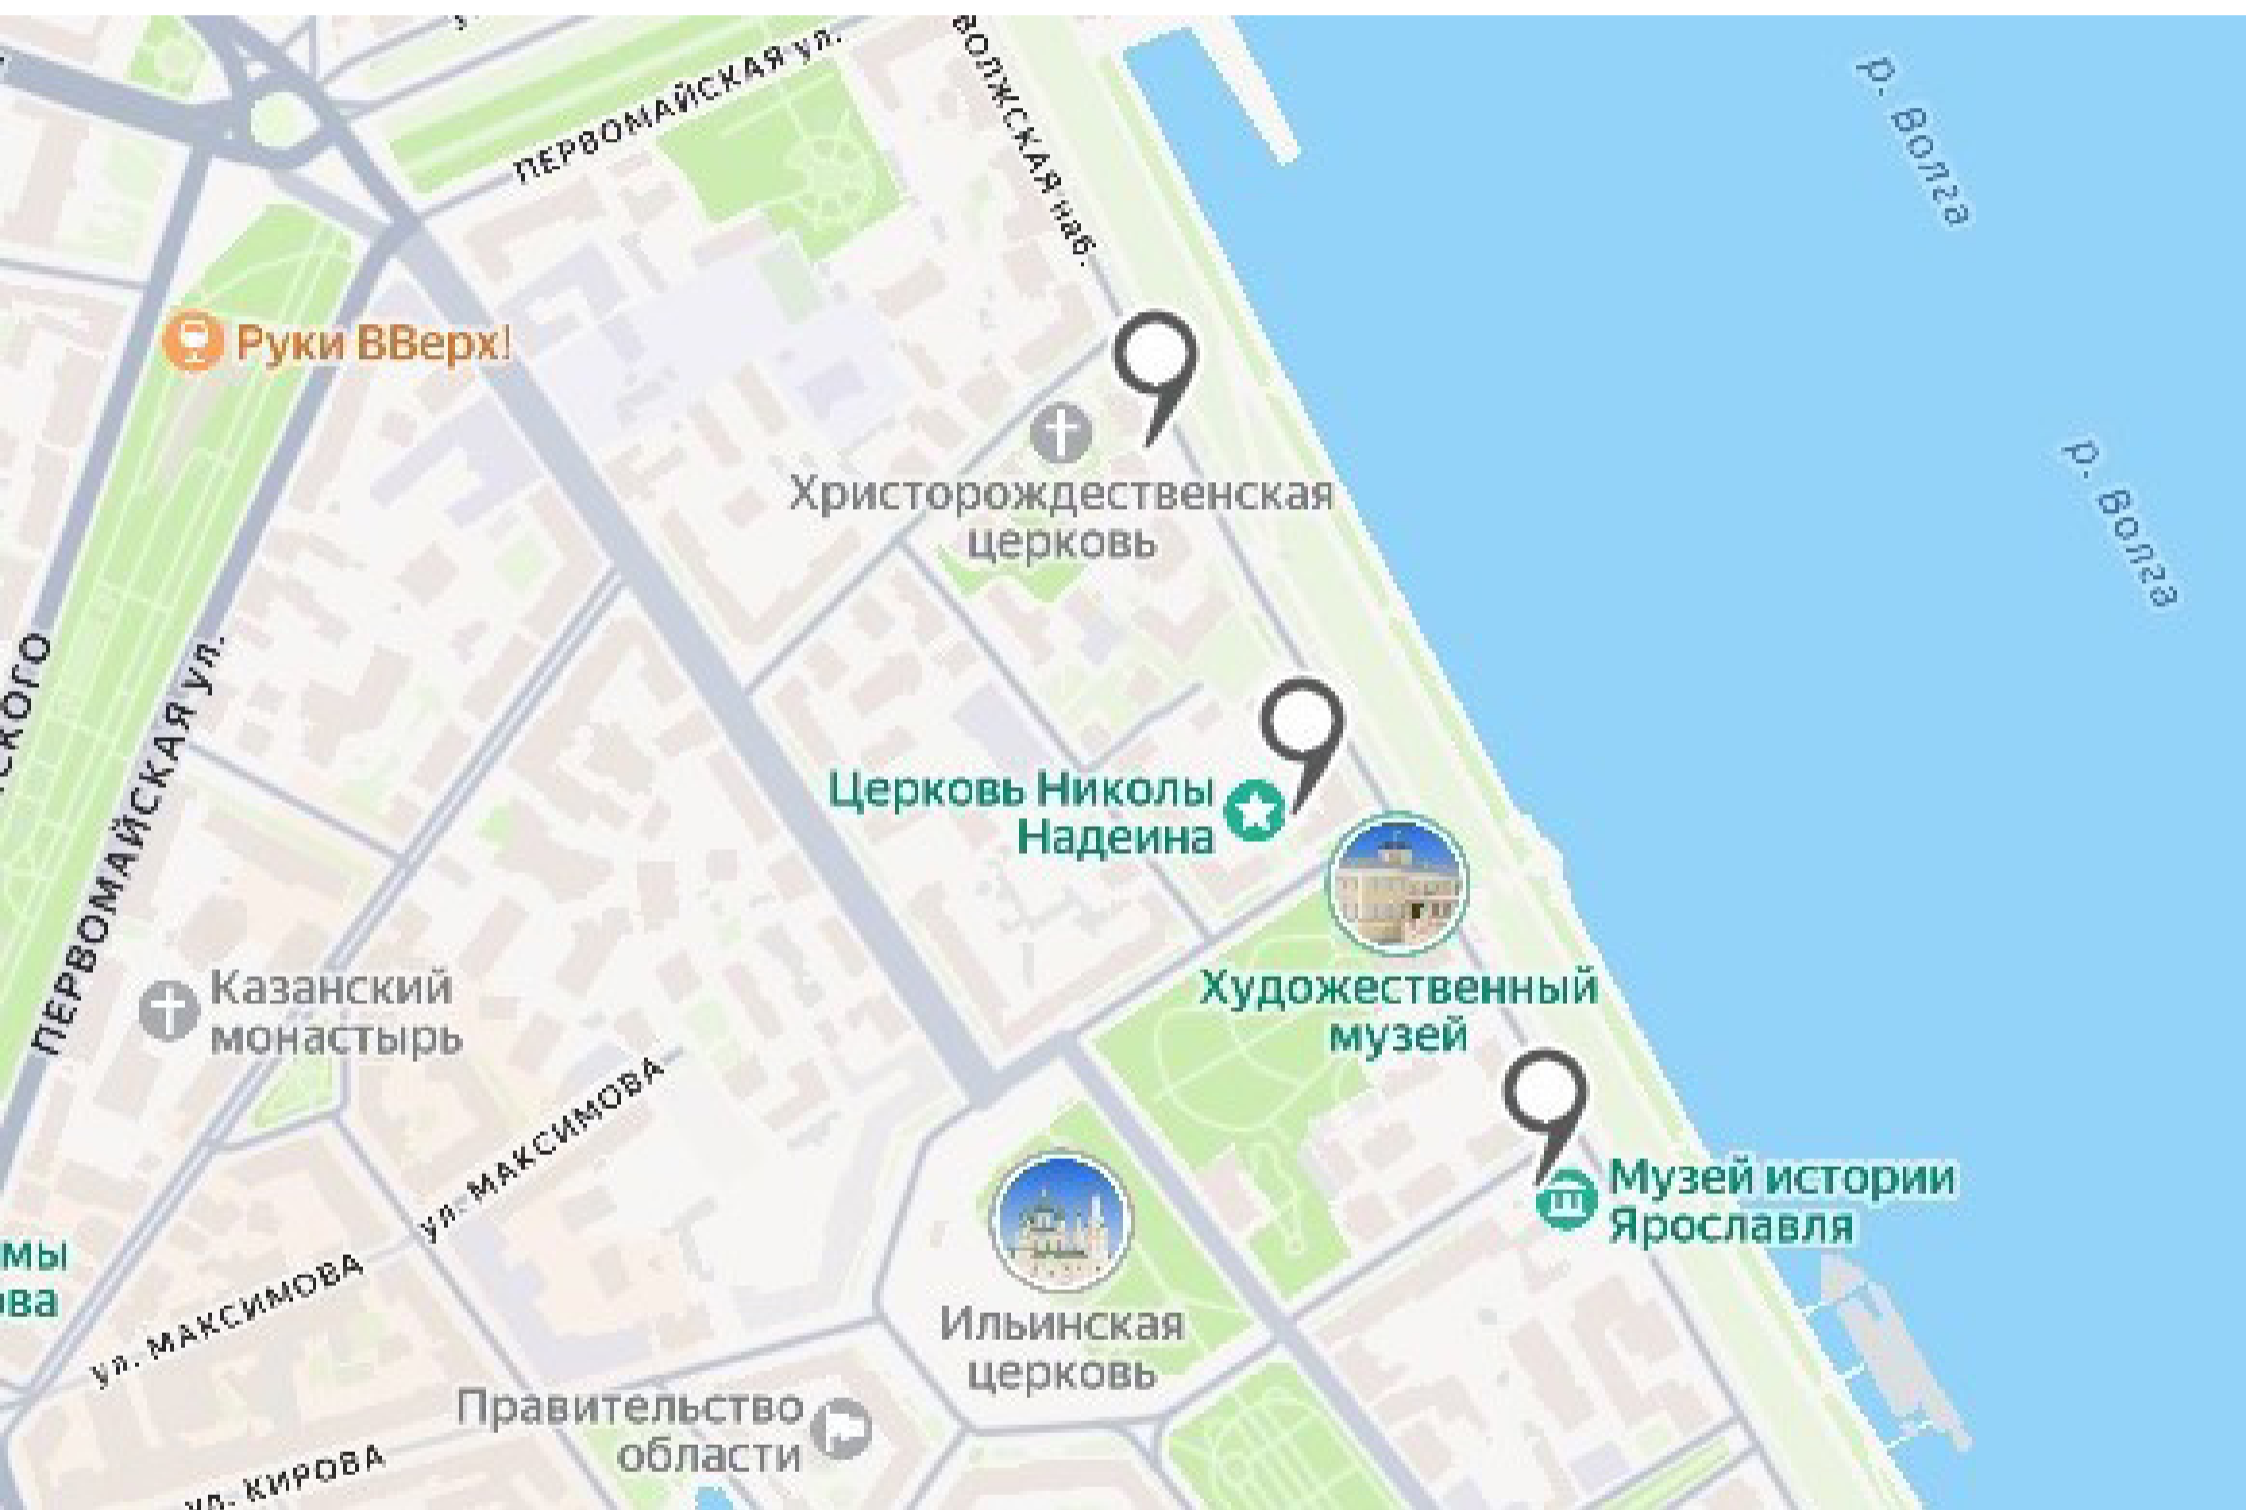 ПЕРВОМАЙСКАЯ ул.
ВОЛЖСКАЯ наб.
р. Волга
Руки ВВерх!
р. Волга
Христорождественская
церковь
ПЕРВОМАЙСКАЯ ул.
Церковь Николы
Надеина
Казанский
монастырь
Художественный
музей
ул. МАКСИМОВА
Музей истории
Ярославля
ул. МАКСИМОВА
Ильинская
церковь
Правительство
области
ул. КИРОВА